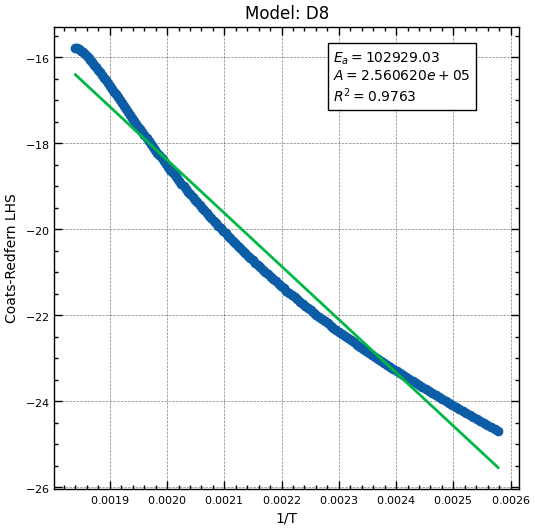 Model: D8
E_a = 102929.03
A = 2.560620e + 05
R² = 0.9763
Coats-Redfern LHS
−16
−18
−20
−22
−24
−26
0.0019 0.0020 0.0021 0.0022 0.0023 0.0024 0.0025 0.0026
1/T